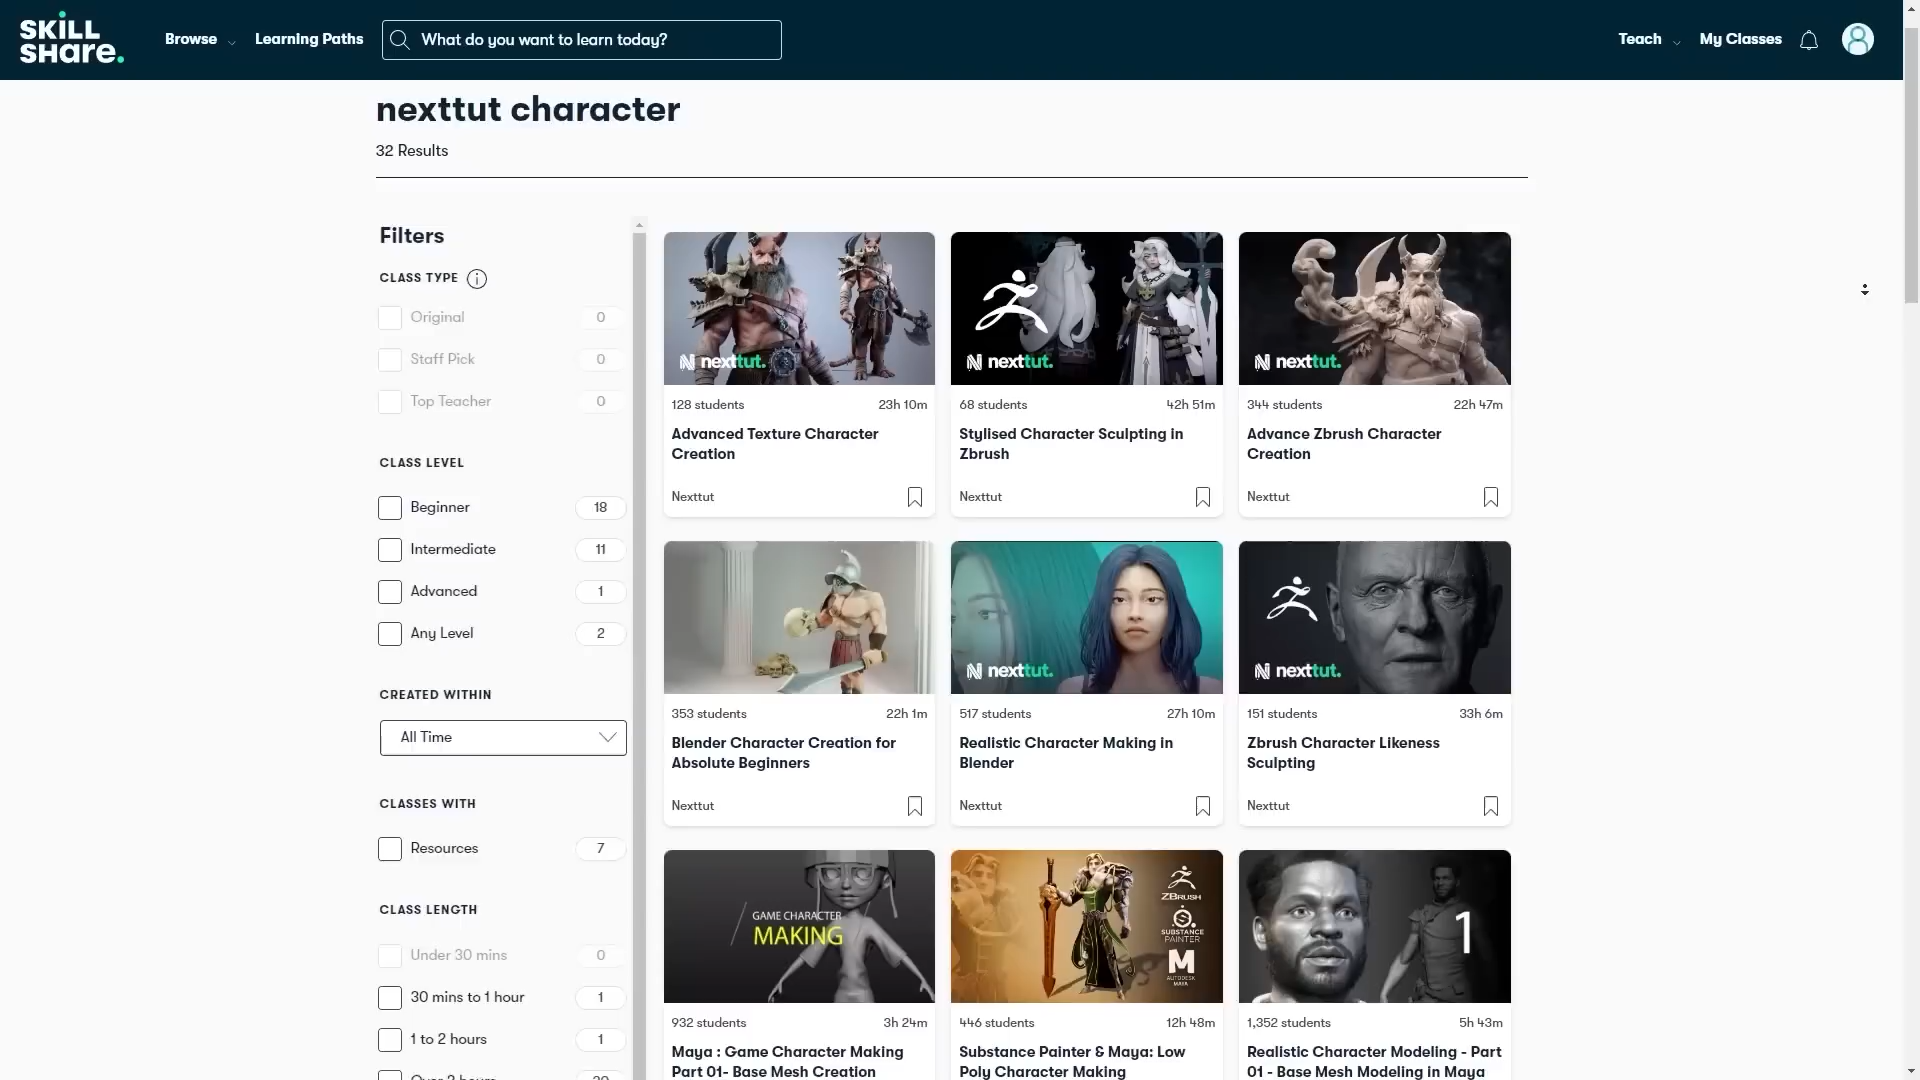 SKILL
SHARE.
Browse
Learning Paths
What do you want to learn today?
Teach
My Classes
nexttut character
32 Results
Filters
CLASS TYPE
Original 0
Staff Pick 0
Top Teacher 0
CLASS LEVEL
Beginner 18
Intermediate 11
Advanced 1
Any Level 2
CREATED WITHIN
All Time
CLASSES WITH
Resources 7
CLASS LENGTH
Under 30 mins 0
30 mins to 1 hour 1
1 to 2 hours 1
Over 2 hours 30
nexttut.
128 students 23h 10m
Advanced Texture Character
Creation
Nexttut
nexttut.
68 students 42h 51m
Stylised Character Sculpting in
Zbrush
Nexttut
nexttut.
344 students 22h 47m
Advance Zbrush Character
Creation
Nexttut
353 students 22h 1m
Blender Character Creation for
Absolute Beginners
Nexttut
nexttut.
517 students 27h 10m
Realistic Character Making in
Blender
Nexttut
nexttut.
151 students 33h 6m
Zbrush Character Likeness
Sculpting
Nexttut
GAME CHARACTER
MAKING
932 students 3h 24m
Maya : Game Character Making
Part 01- Base Mesh Creation
ZBRUSH
SUBSTANCE
PAINTER
M
AUTODESK
MAYA
446 students 12h 48m
Substance Painter & Maya: Low
Poly Character Making
1
1,352 students 5h 43m
Realistic Character Modeling - Part
01 - Base Mesh Modeling in Maya